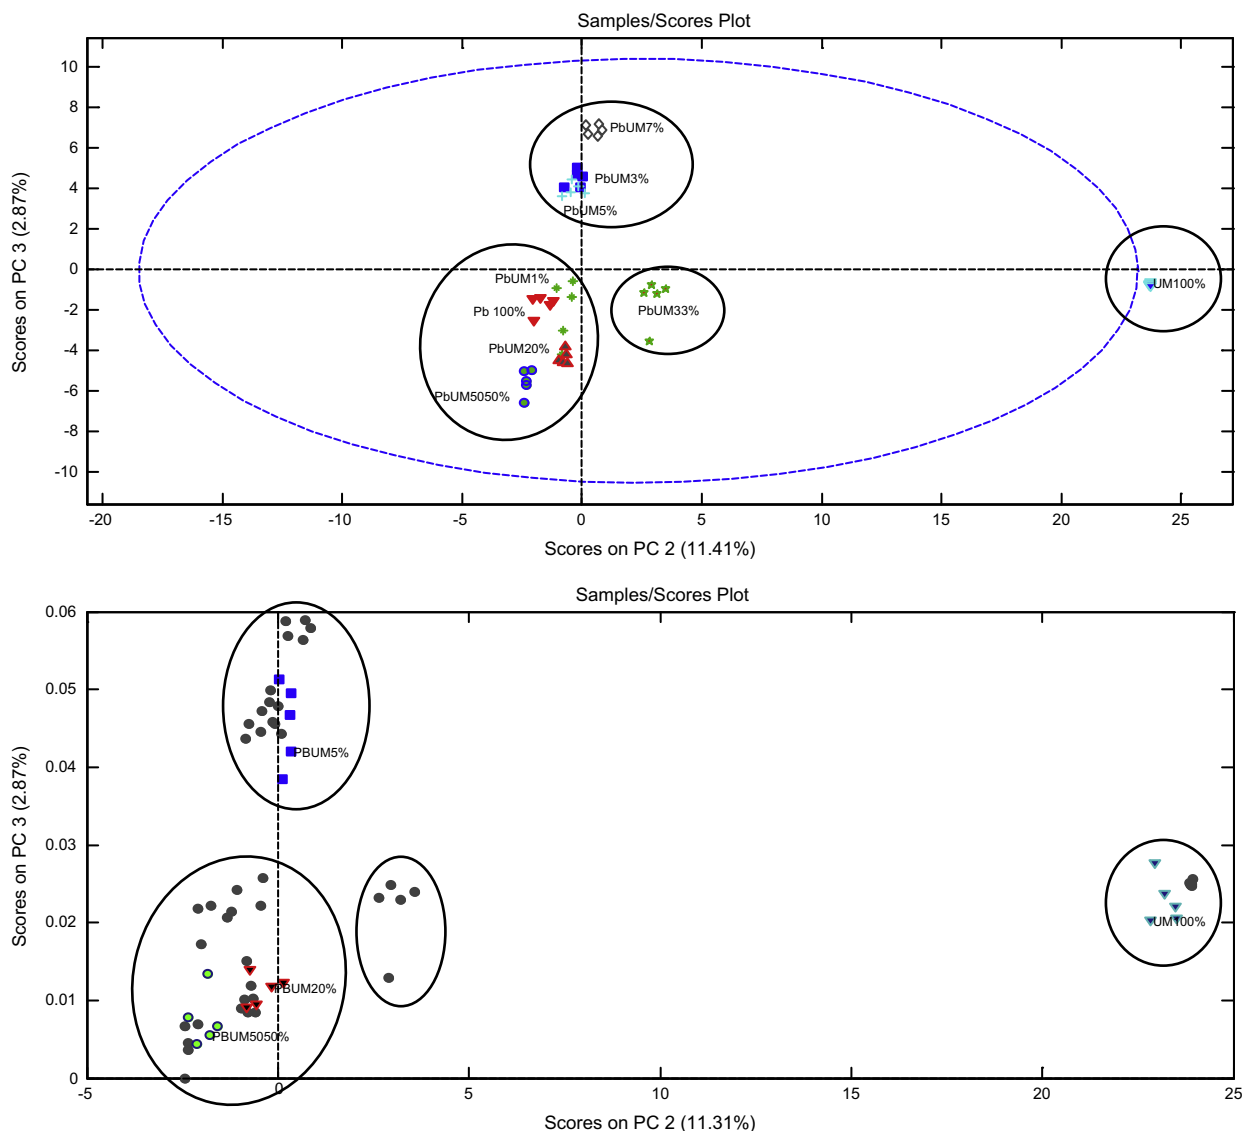 Samples/Scores Plot
10
8
6
4
2
0
-2
-4
-6
-8
-10
Scores on PC 3 (2.87%)
PbUM7%
PbUM3%
PbUM5%
PbUM1%
Pb 100%
PbUM20%
PbUM5050%
PbUM33%
UM100%
-20 -15 -10 -5 0 5 10 15 20 25
Scores on PC 2 (11.41%)
Samples/Scores Plot
0.06
0.05
0.04
0.03
0.02
0.01
0
Scores on PC 3 (2.87%)
PBUM5%
UM100%
PBUM20%
PBUM5050%
-5 0 5 10 15 20 25
Scores on PC 2 (11.31%)